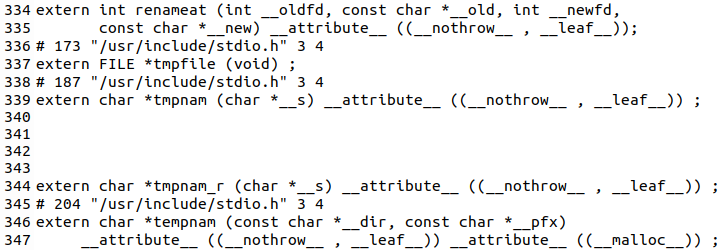 334 extern int renameat (int __oldfd, const char *__old, int __newfd,
335        const char *__new) __attribute__ ((__nothrow__ , __leaf__));
336 # 173 "/usr/include/stdio.h" 3 4
337 extern FILE *tmpfile (void) ;
338 # 187 "/usr/include/stdio.h" 3 4
339 extern char *tmpnam (char *__s) __attribute__ ((__nothrow__ , __leaf__)) ;
340
341
342
343
344 extern char *tmpnam_r (char *__s) __attribute__ ((__nothrow__ , __leaf__)) ;
345 # 204 "/usr/include/stdio.h" 3 4
346 extern char *tempnam (const char *__dir, const char *__pfx)
347      __attribute__ ((__nothrow__ , __leaf__)) __attribute__ ((__malloc__)) ;